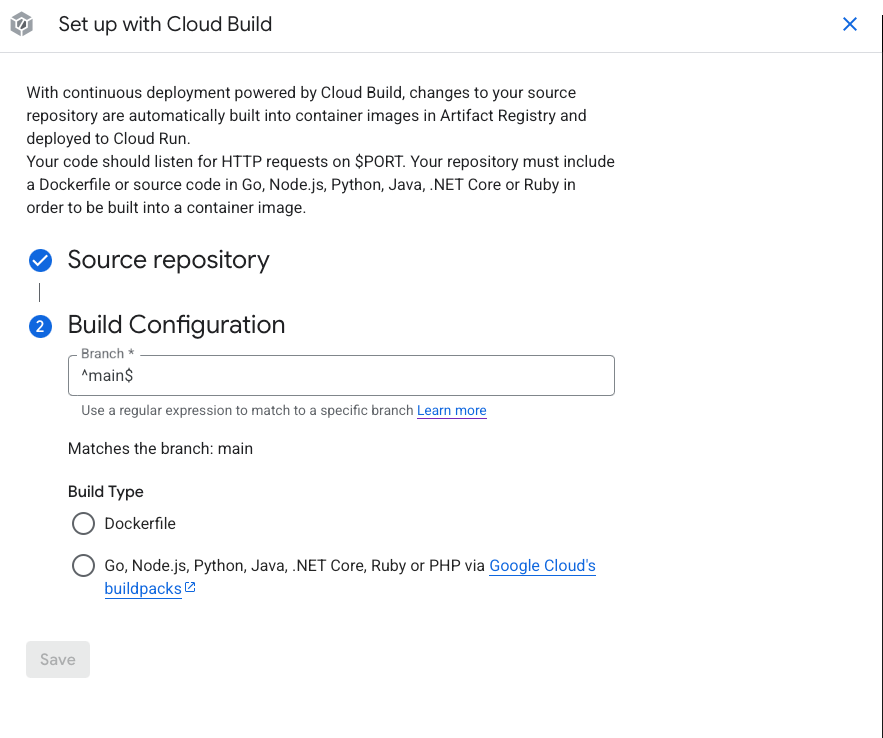 Set up with Cloud Build
With continuous deployment powered by Cloud Build, changes to your source
repository are automatically built into container images in Artifact Registry and
deployed to Cloud Run.
Your code should listen for HTTP requests on $PORT. Your repository must include
a Dockerfile or source code in Go, Node.js, Python, Java, .NET Core or Ruby in
order to be built into a container image.
Source repository
2 Build Configuration
Branch *
^main$
Use a regular expression to match to a specific branch Learn more
Matches the branch: main
Build Type
Dockerfile
Go, Node.js, Python, Java, .NET Core, Ruby or PHP via Google Cloud's
buildpacks
Save